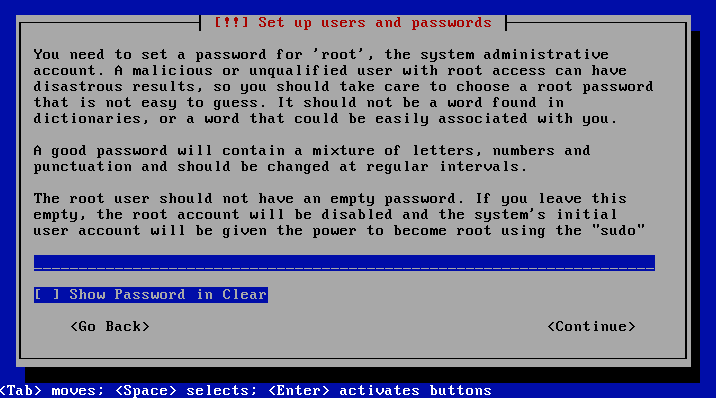 [!!] Set up users and passwords
You need to set a password for 'root', the system administrative
account. A malicious or unqualified user with root access can have
disastrous results, so you should take care to choose a root password
that is not easy to guess. It should not be a word found in
dictionaries, or a word that could be easily associated with you.
A good password will contain a mixture of letters, numbers and
punctuation and should be changed at regular intervals.
The root user should not have an empty password. If you leave this
empty, the root account will be disabled and the system's initial
user account will be given the power to become root using the "sudo"
[ ] Show Password in Clear
<Go Back> <Continue>
<Tab> moves; <Space> selects; <Enter> activates buttons